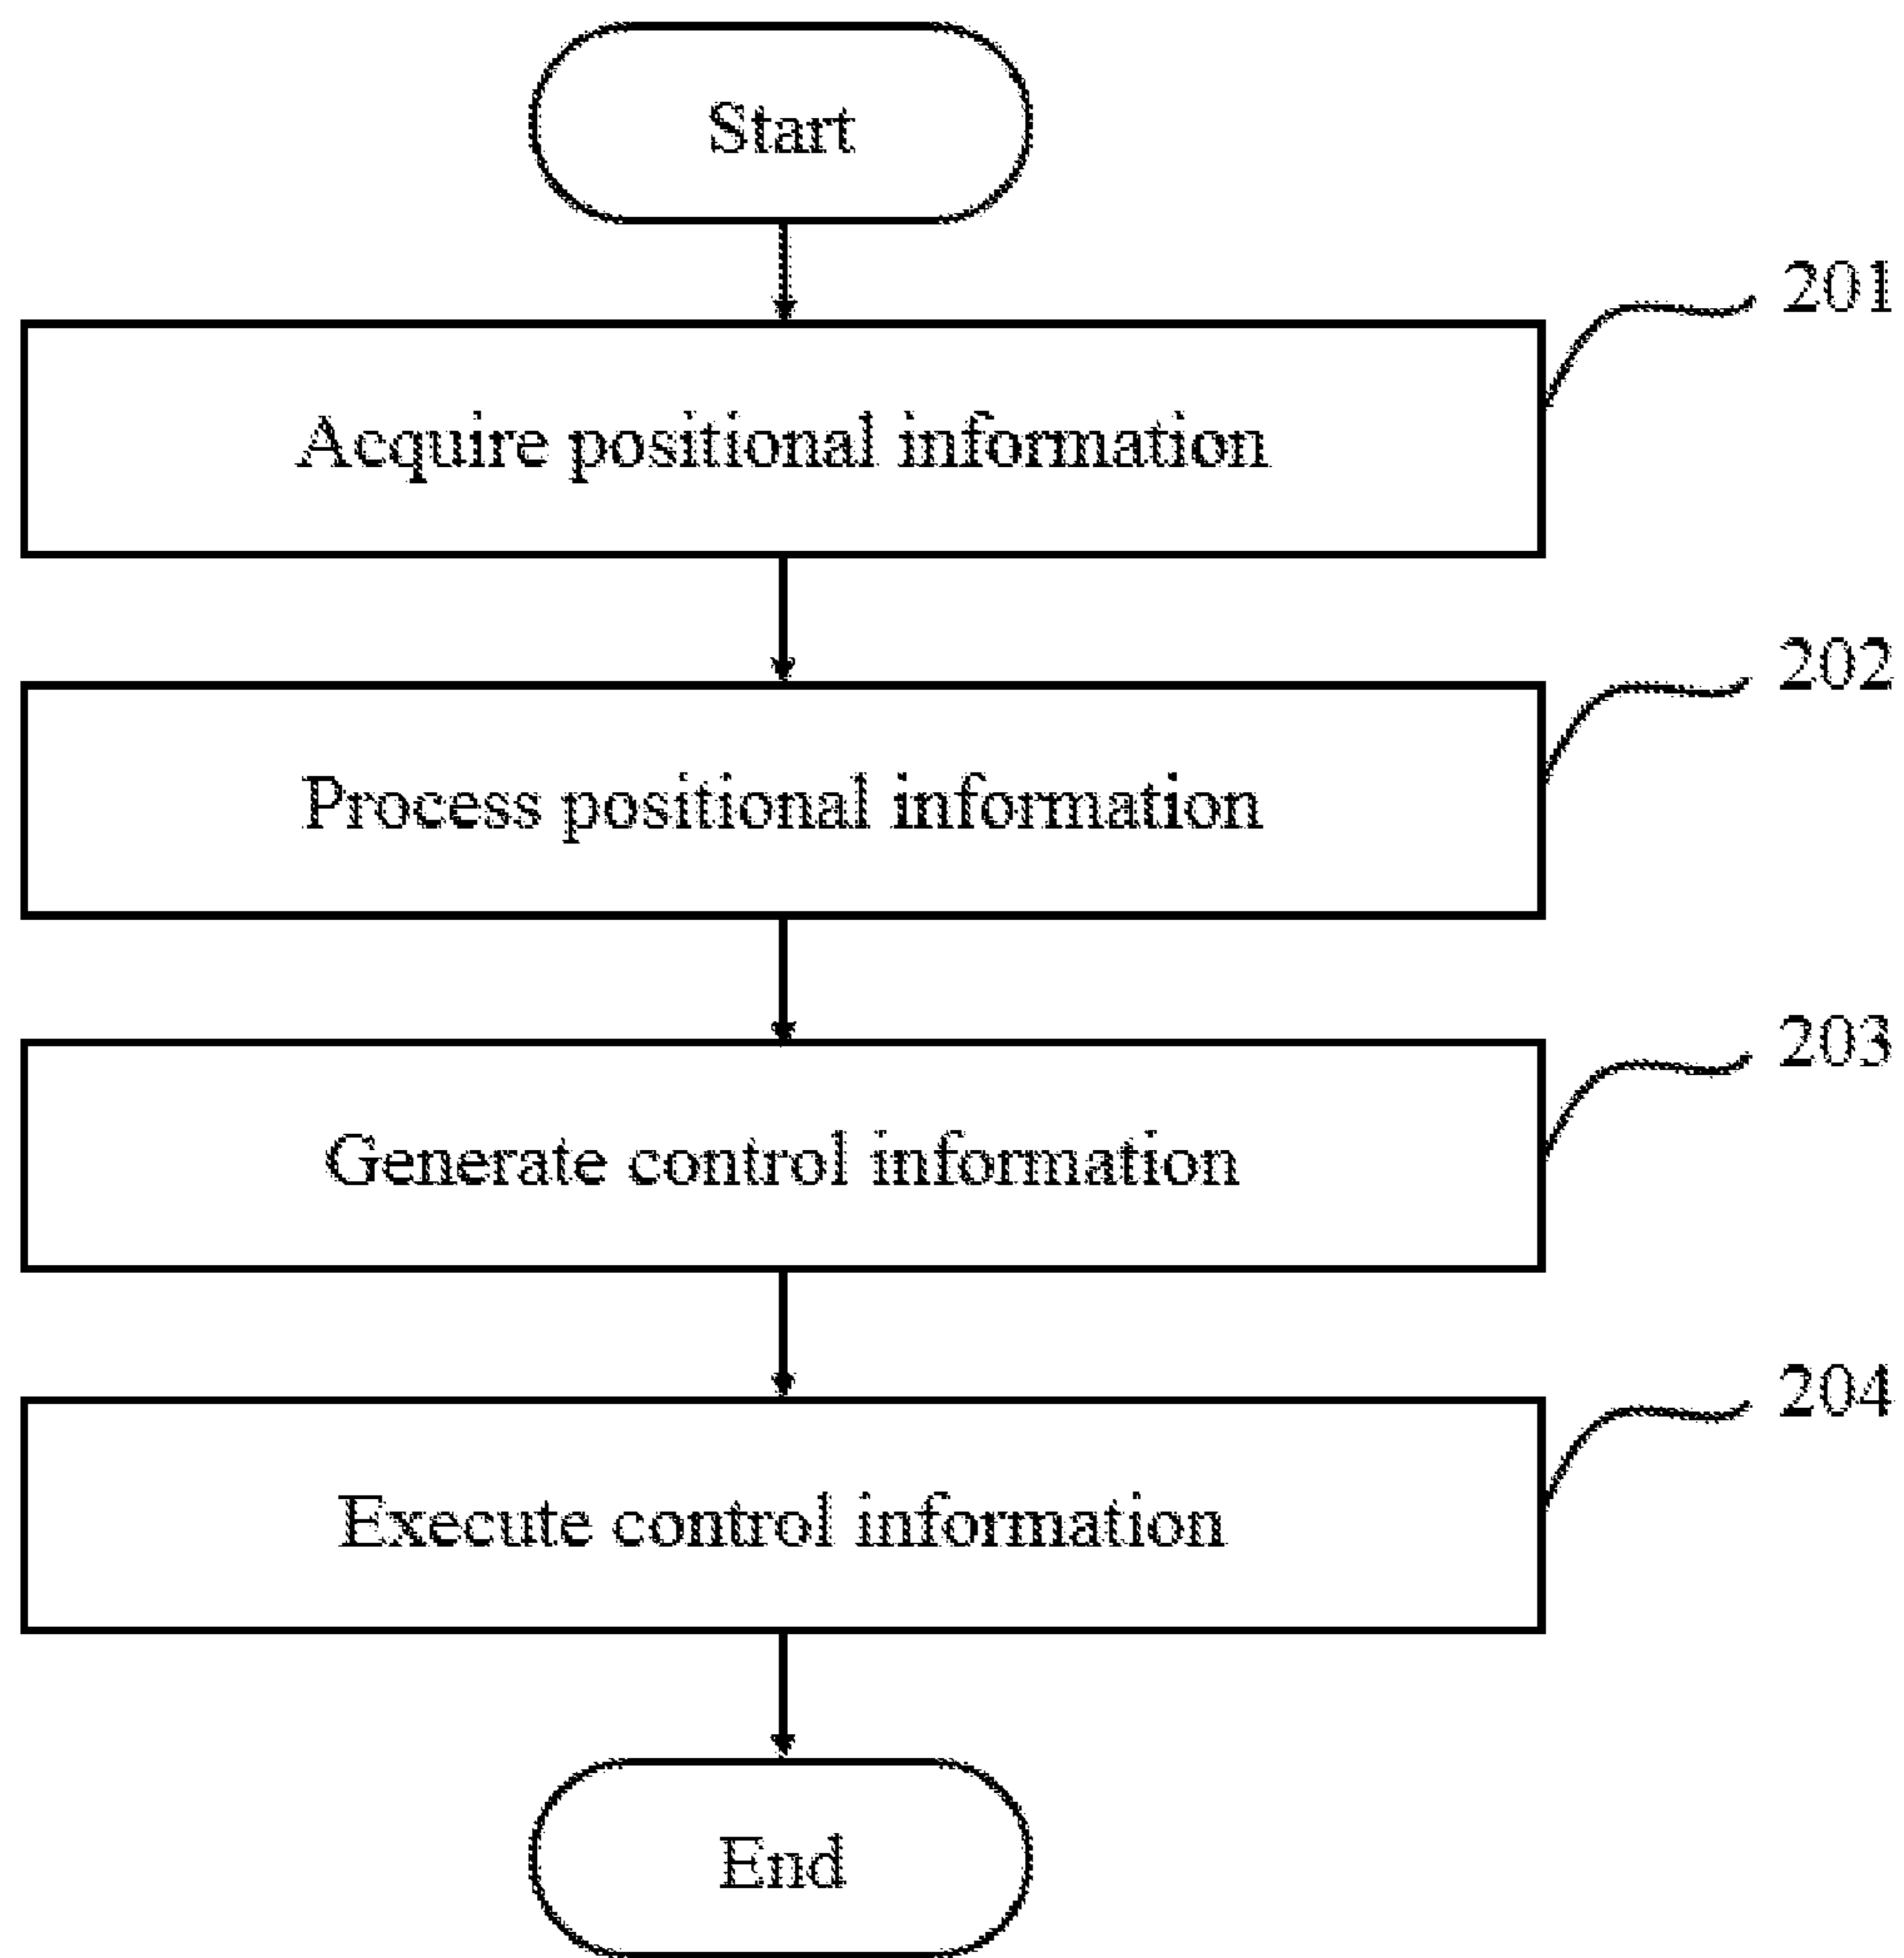 Start
201
Acquire positional information
202
Process positional information
203
Generate control information
204
Execute control information
End